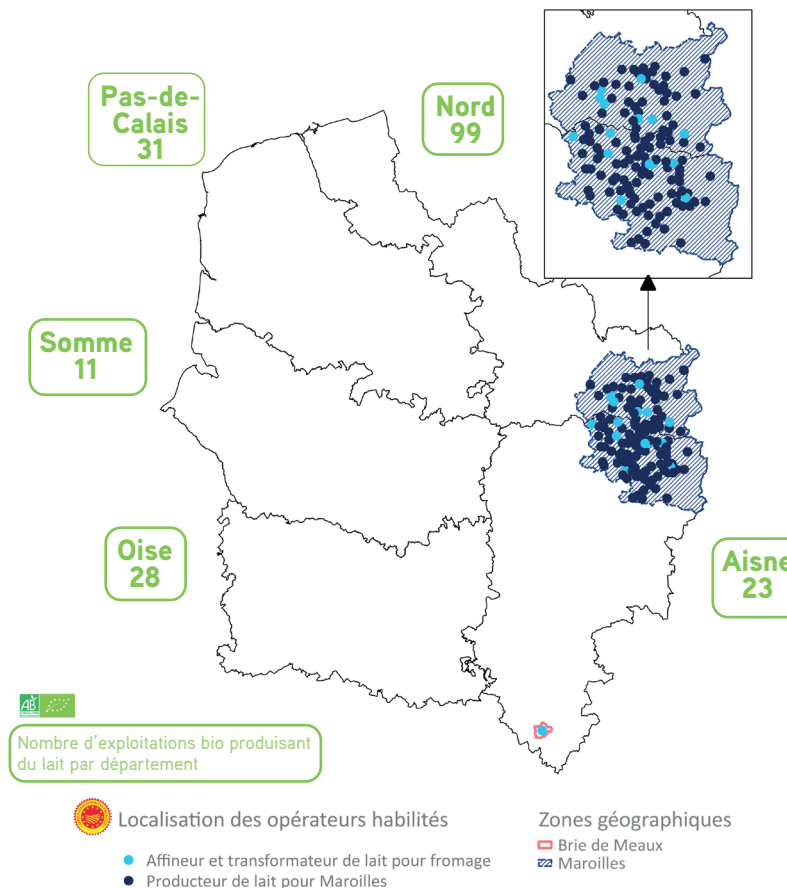 Pas-de-
Calais
31
Nord
99
Somme
11
Oise
28
Aisne
23
AB
Nombre d'exploitations bio produisant
du lait par département
Localisation des opérateurs habilités
Affineur et transformateur de lait pour fromage
Producteur de lait pour Maroilles
Zones géographiques
Brie de Meaux
Maroilles